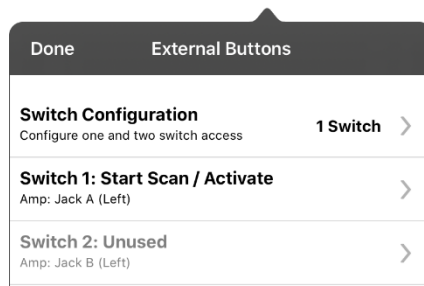 Done External Buttons
Switch Configuration
Configure one and two switch access
1 Switch
Switch 1: Start Scan / Activate
Amp: Jack A (Left)
Switch 2: Unused
Amp: Jack B (Left)